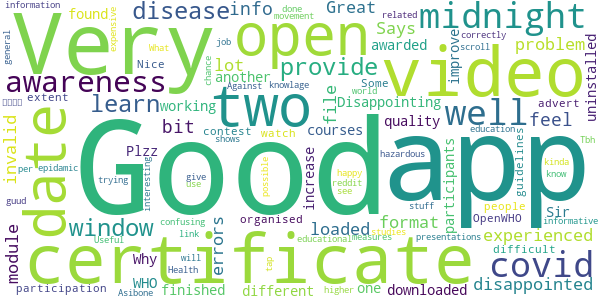 information
Very
found
movement
done
expensive
What
general
Nice
job
disease
info
Great
chance
open
Says
awarded
midnight
improve
related
correctly
scroll
problem
uninstalled
awareness
lot
another
provide
Some
Against
knowlage
world
video
advert
extent
learn
working
two
file
Disappointing
well
feel
invalid
date
Plzz
bit
contest
shows
courses
watch
quality
participants
guidelines
education
Tbh
per
epidamic
trying
interesting
give
Use
Good
increase
possible
happy
reddit
see
app
hazardous
kinda
know
guud
stuff
people
Sir
informative
window
confusing
link
errors
organised
loaded
format
OpenWHO
experienced
module
Useful
Why
certificate
educational
studies
measures
presentations
difficult
covid
participation
WHO
Asibone
will
Health
finished
different
tap
higher
one
downloaded
disappointed